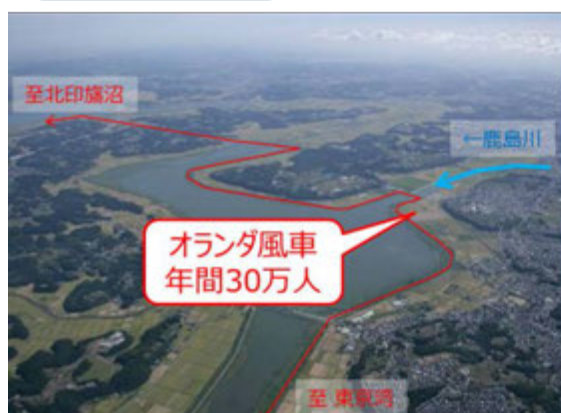 至北印旛沼
←鹿島川
オランダ風車
年間30万人
至 東京湾